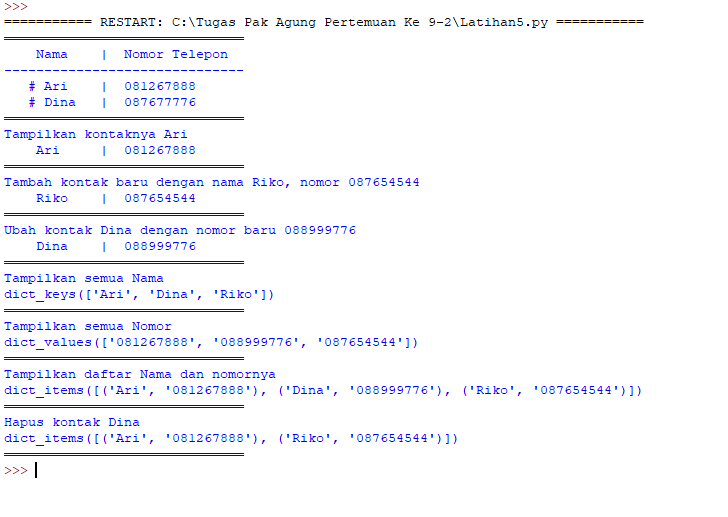 >>>
=========== RESTART: C:\Tugas Pak Agung Pertemuan Ke 9-2\Latihan5.py ===========
==============================
    Nama    |  Nomor Telepon
------------------------------
   # Ari    |  081267888
   # Dina   |  087677776
==============================
Tampilkan kontaknya Ari
    Ari     |  081267888
==============================
Tambah kontak baru dengan nama Riko, nomor 087654544
    Riko    |  087654544
==============================
Ubah kontak Dina dengan nomor baru 088999776
    Dina    |  088999776
==============================
Tampilkan semua Nama
dict_keys(['Ari', 'Dina', 'Riko'])
==============================
Tampilkan semua Nomor
dict_values(['081267888', '088999776', '087654544'])
==============================
Tampilkan daftar Nama dan nomornya
dict_items([('Ari', '081267888'), ('Dina', '088999776'), ('Riko', '087654544')])
==============================
Hapus kontak Dina
dict_items([('Ari', '081267888'), ('Riko', '087654544')])
==============================
>>>